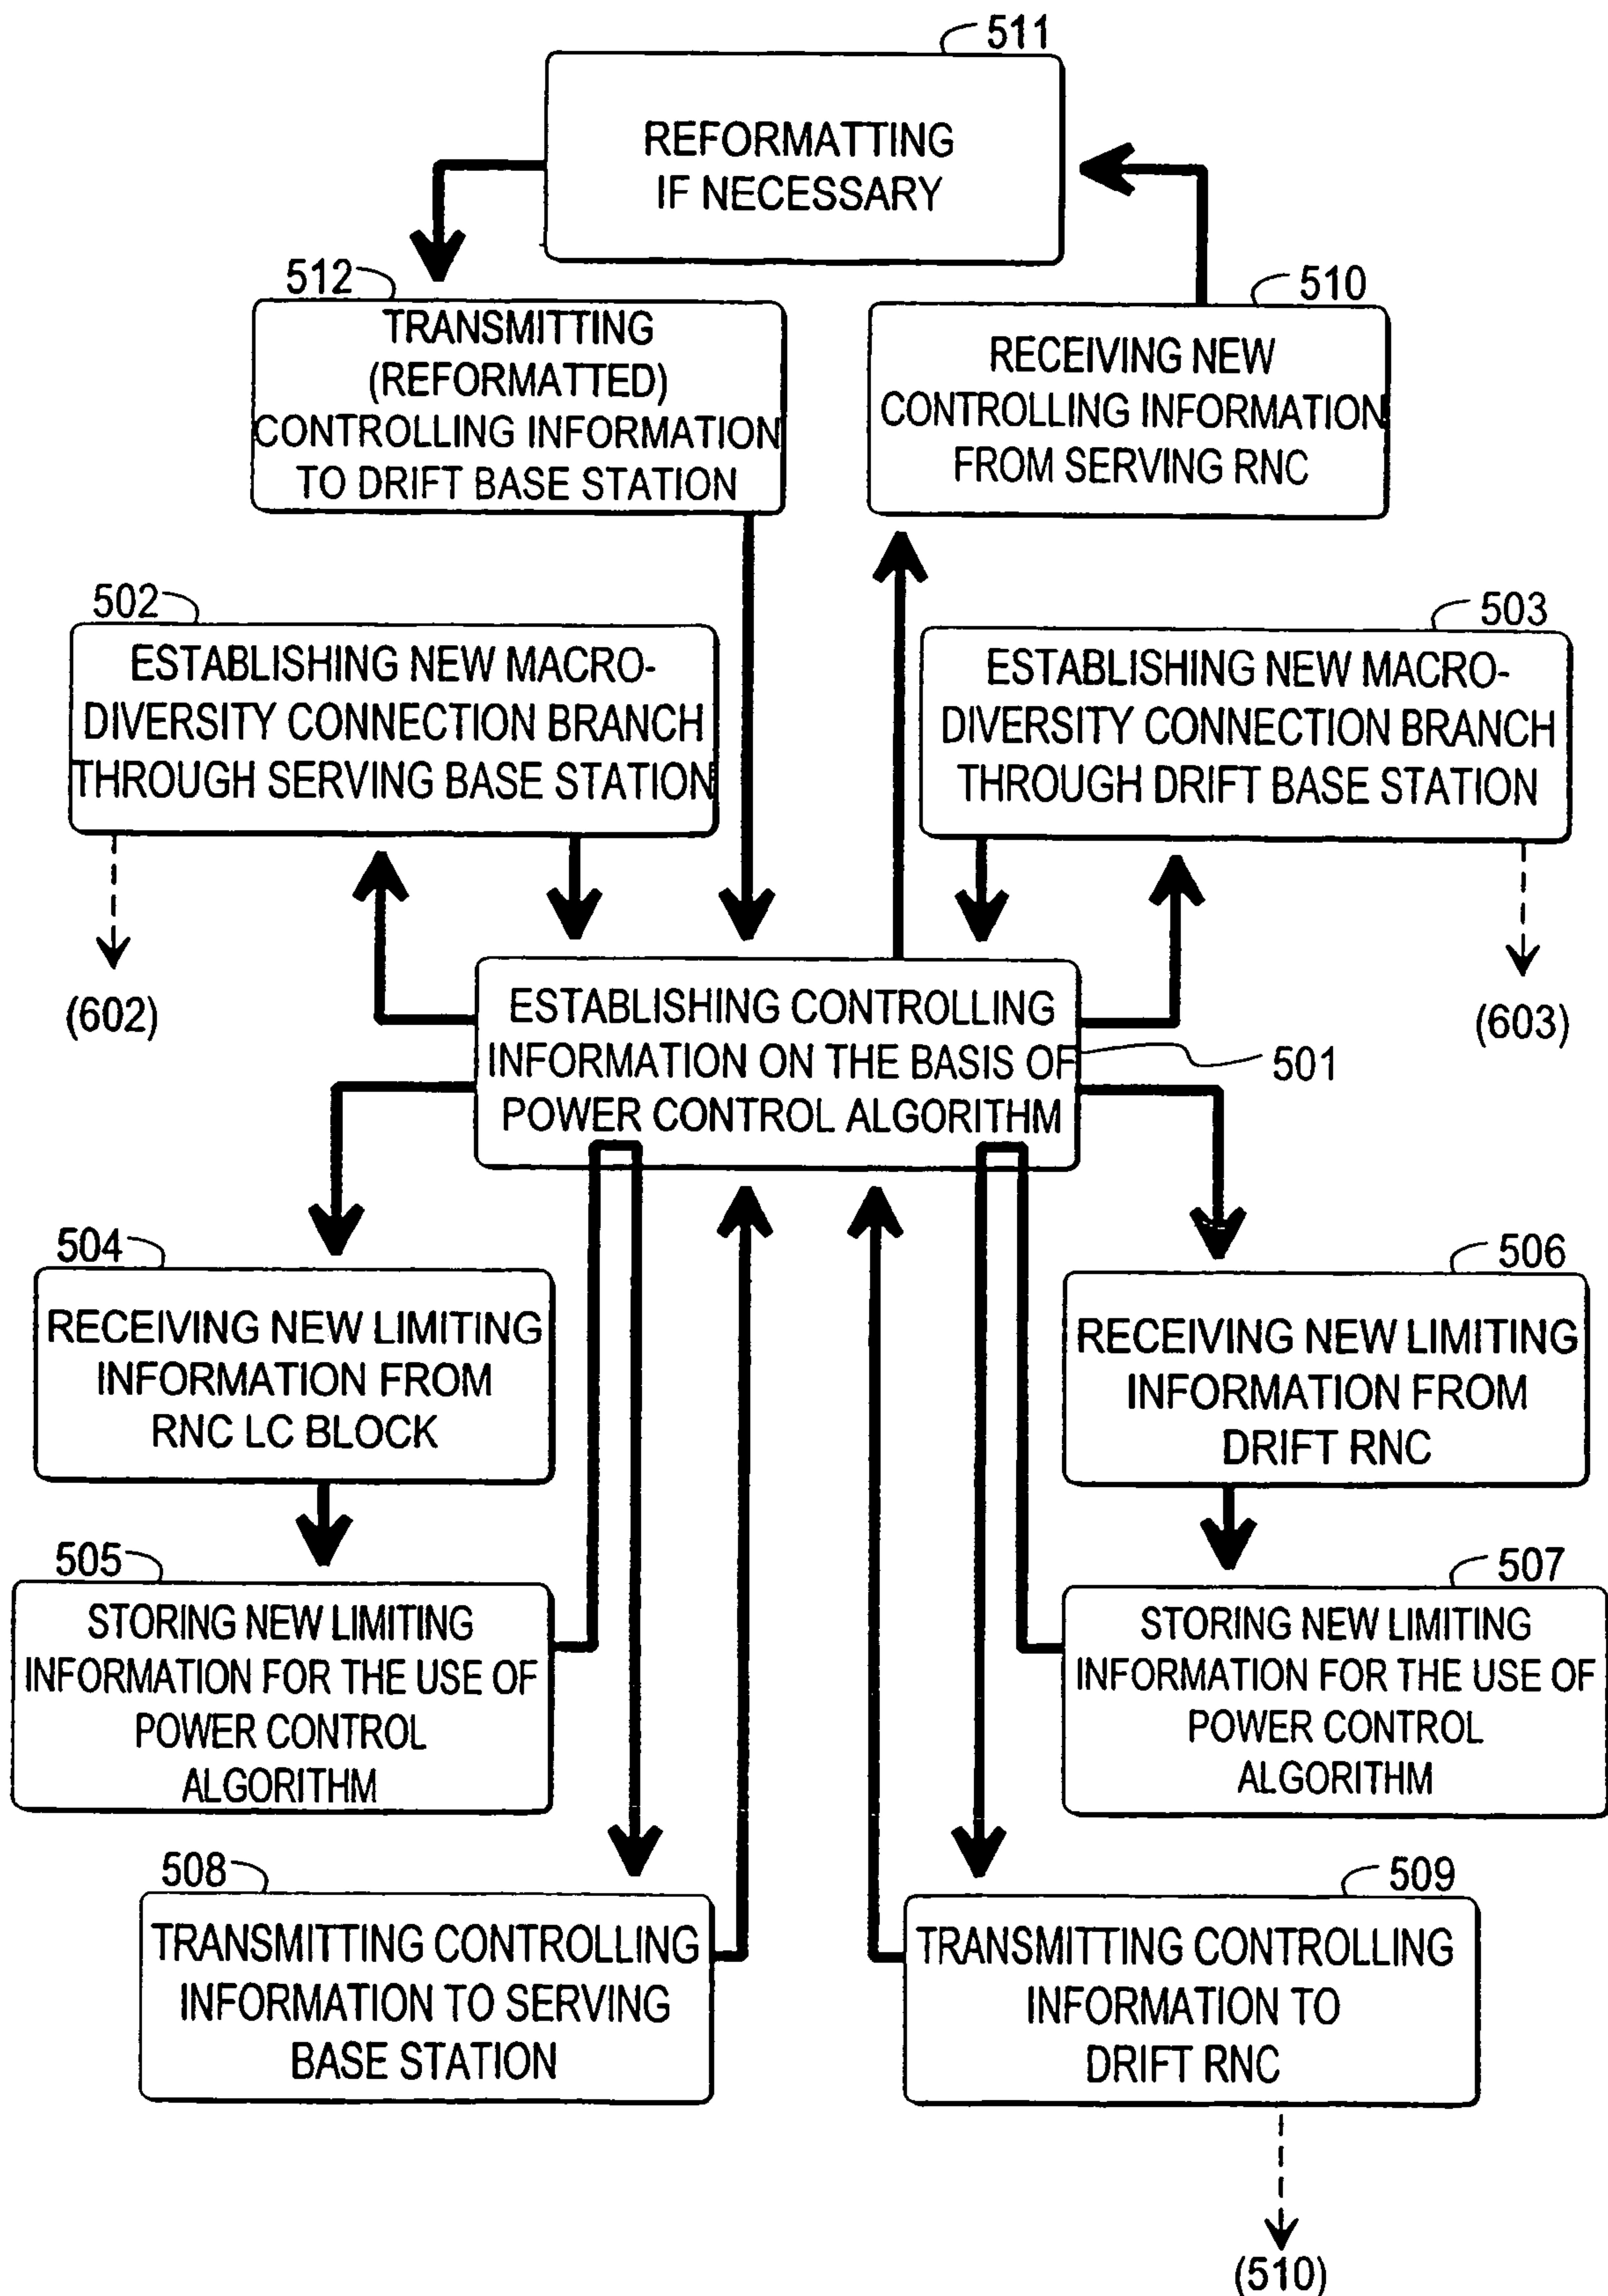 511
REFORMATTING
IF NECESSARY
512
TRANSMITTING
(REFORMATTED)
CONTROLLING INFORMATION
TO DRIFT BASE STATION
510
RECEIVING NEW
CONTROLLING INFORMATION
FROM SERVING RNC
502
ESTABLISHING NEW MACRO-
DIVERSITY CONNECTION BRANCH
THROUGH SERVING BASE STATION
503
ESTABLISHING NEW MACRO-
DIVERSITY CONNECTION BRANCH
THROUGH DRIFT BASE STATION
(602)
(603)
ESTABLISHING CONTROLLING
INFORMATION ON THE BASIS OF
POWER CONTROL ALGORITHM
501
504
RECEIVING NEW LIMITING
INFORMATION FROM
RNC LC BLOCK
506
RECEIVING NEW LIMITING
INFORMATION FROM
DRIFT RNC
505
STORING NEW LIMITING
INFORMATION FOR THE USE OF
POWER CONTROL
ALGORITHM
507
STORING NEW LIMITING
INFORMATION FOR THE USE OF
POWER CONTROL
ALGORITHM
508
TRANSMITTING CONTROLLING
INFORMATION TO SERVING
BASE STATION
509
TRANSMITTING CONTROLLING
INFORMATION TO
DRIFT RNC
(510)